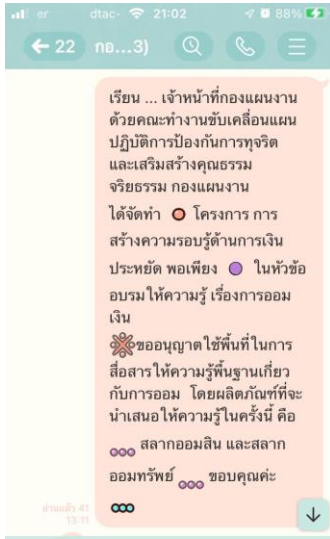 er dtac- 21:02 88%
22 กอ...3)
เรียน ... เจ้าหน้าที่กองแผนงาน
ด้วยคณะทำงานขับเคลื่อนแผน
ปฏิบัติการป้องกันการทุจริต
และเสริมสร้างคุณธรรม
จริยธรรม กองแผนงาน
ได้จัดทำ โครงการ การ
สร้างความรอบรู้ด้านการเงิน
ประหยัด พอเพียง ในหัวข้อ
อบรมให้ความรู้ เรื่องการออม
เงิน
ขออนุญาตใช้พื้นที่ในการ
สื่อสารให้ความรู้พื้นฐานเกี่ยว
กับการออม โดยผลิตภัณฑ์ที่จะ
นำเสนอให้ความรู้ในครั้งนี้ คือ
สลากออมสิน และสลาก
ออมทรัพย์ ขอบคุณค่ะ
อ่านแล้ว 41
13:11